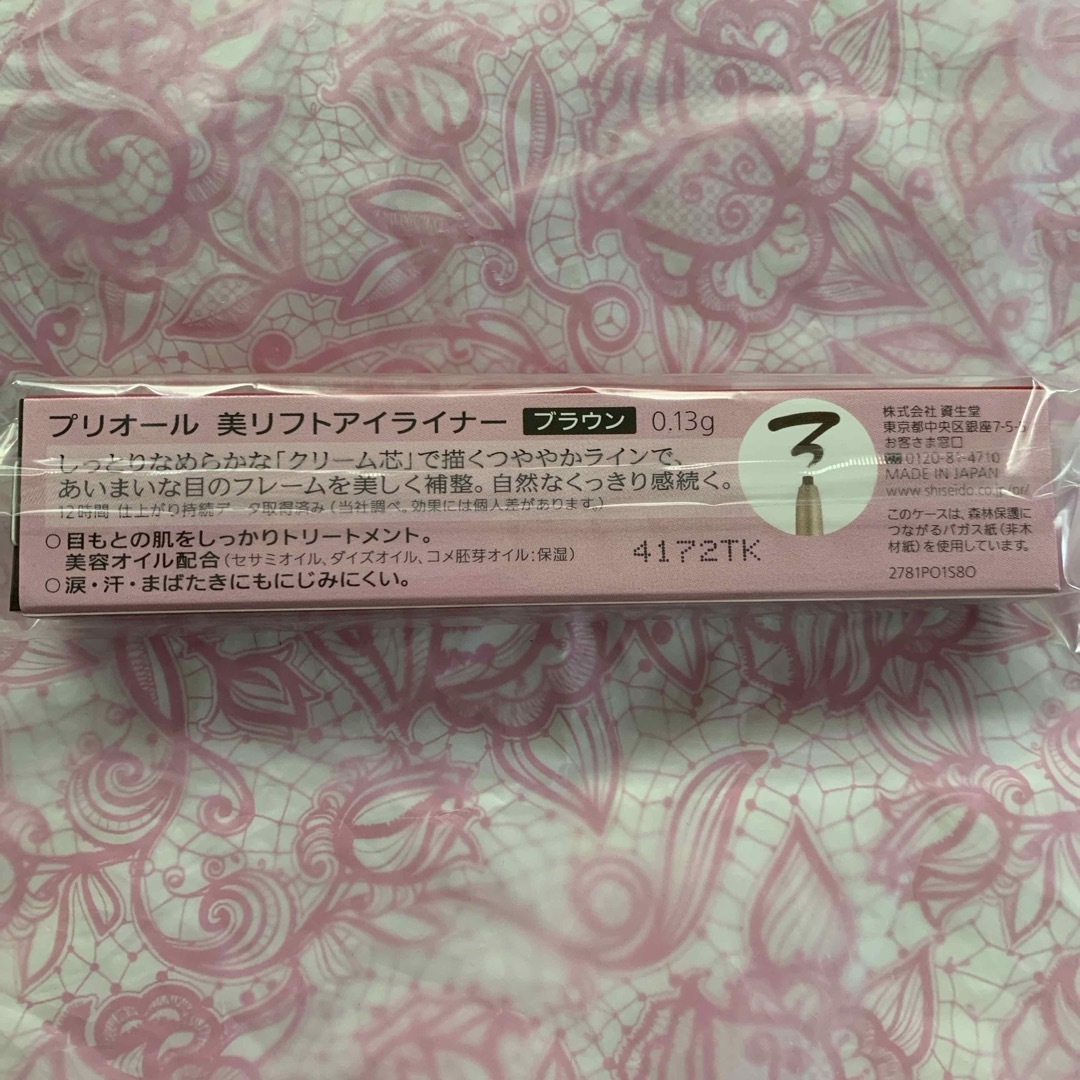 プリオール 美リフトアイライナー ブラウン 0.13g
しっとりなめらかな「クリーム芯」で描くつややかラインで、
あいまいな目のフレームを美しく補整。自然なくっきり感続く。
12時間 仕上がり持続データ取得済み(当社調べ。効果には個人差があります。)
○目もとの肌をしっかりトリートメント。
美容オイル配合(セサミオイル、ダイズオイル、コメ胚芽オイル:保湿)
○涙・汗・まばたきにもにじみにくい。
4172TK
株式会社 資生堂
東京都中央区銀座7-5-5
お客さま窓口
0120-81-4710
MADE IN JAPAN
www.shiseido.co.jp/pr/
このケースは、森林保護に
つながるバガス紙(非木
材紙)を使用しています。
2781P01S80